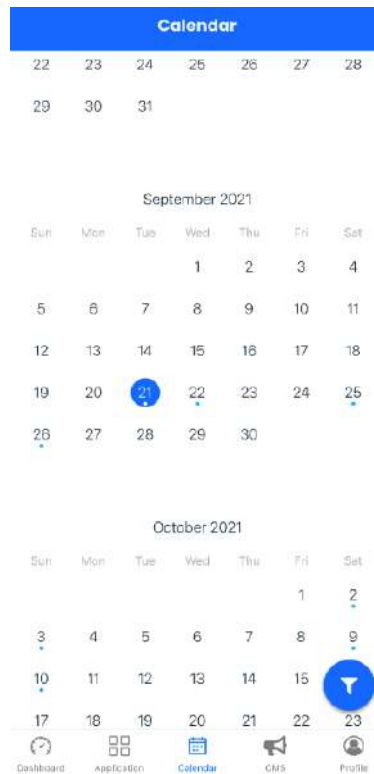 Calendar
22 23 24 25 26 27 28
29 30 31
September 2021
Sun Mon Tue Wed Thu Fri Sat
1 2 3 4
5 6 7 8 9 10 11
12 13 14 15 16 17 18
19 20 21 22 23 24 25
26 27 28 29 30
October 2021
Sun Mon Tue Wed Thu Fri Sat
1 2
3 4 5 6 7 8 9
10 11 12 13 14 15
17 18 19 20 21 22 23
Dashboard Application Calendar CMS Profile